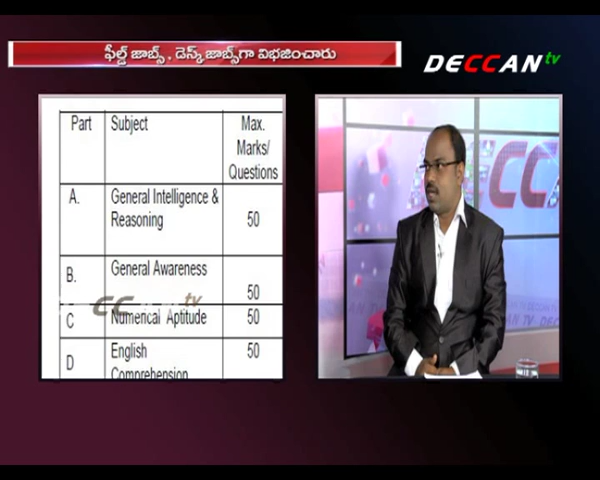 ఫీల్డ్ జాబ్స్ , డెస్క్ జాబ్స్‌గా విభజించారు
DECCAN tv
Part Subject Max. Marks/ Questions
A. General Intelligence & Reasoning 50
B. General Awareness 50
C Numerical Aptitude 50
D English Comprehension 50